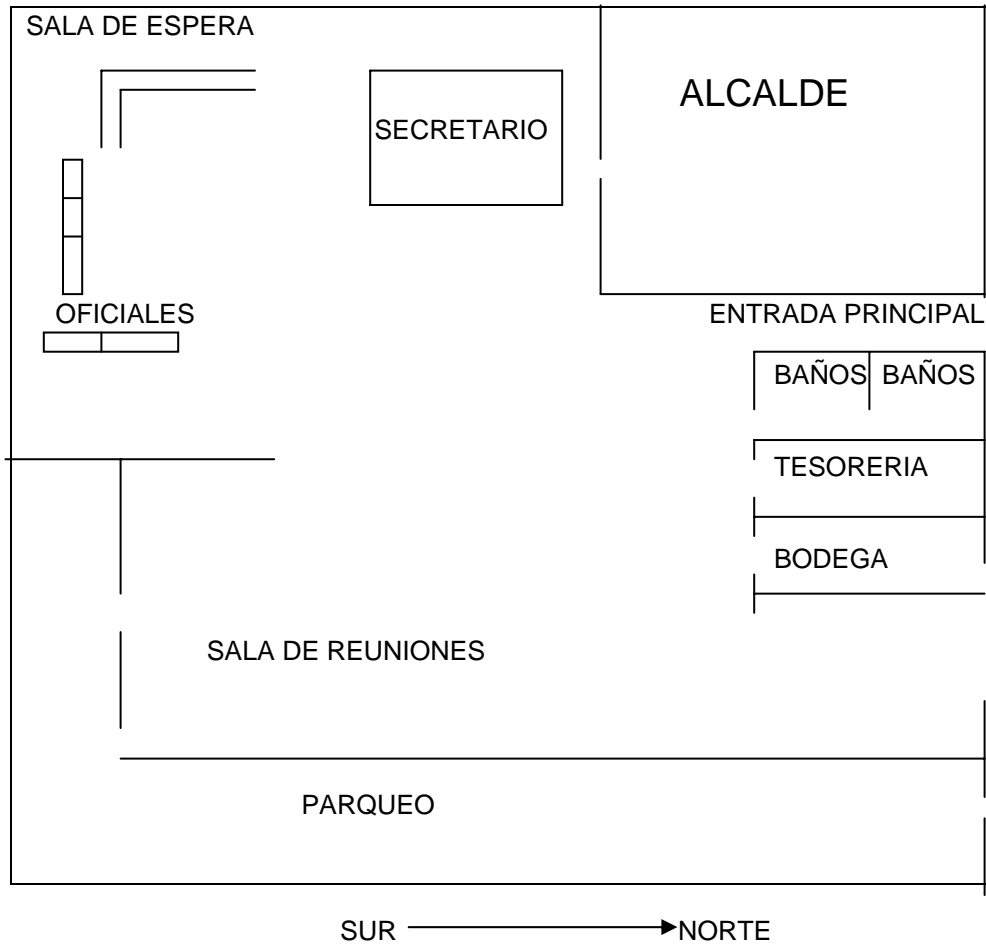 SALA DE ESPERA
ALCALDE
SECRETARIO
OFICIALES
ENTRADA PRINCIPAL
BAÑOS BAÑOS
TESORERIA
BODEGA
SALA DE REUNIONES
PARQUEO
SUR NORTE